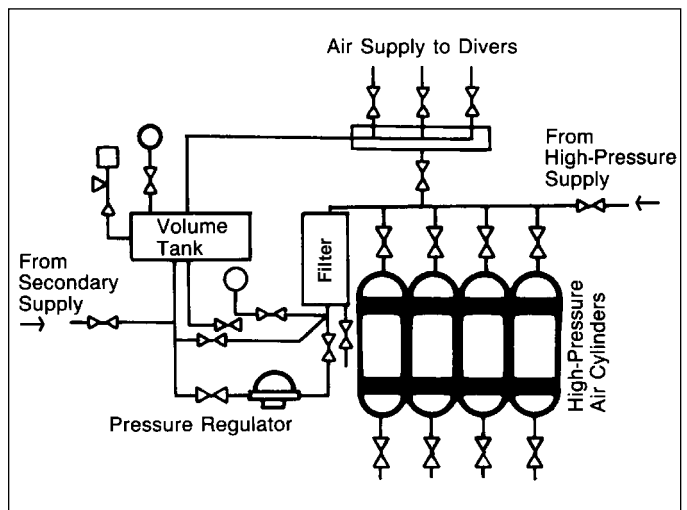 Air Supply to Divers
From
High-Pressure
Supply
Volume
Tank
Filter
From
Secondary
Supply
High-Pressure
Air Cylinders
Pressure Regulator